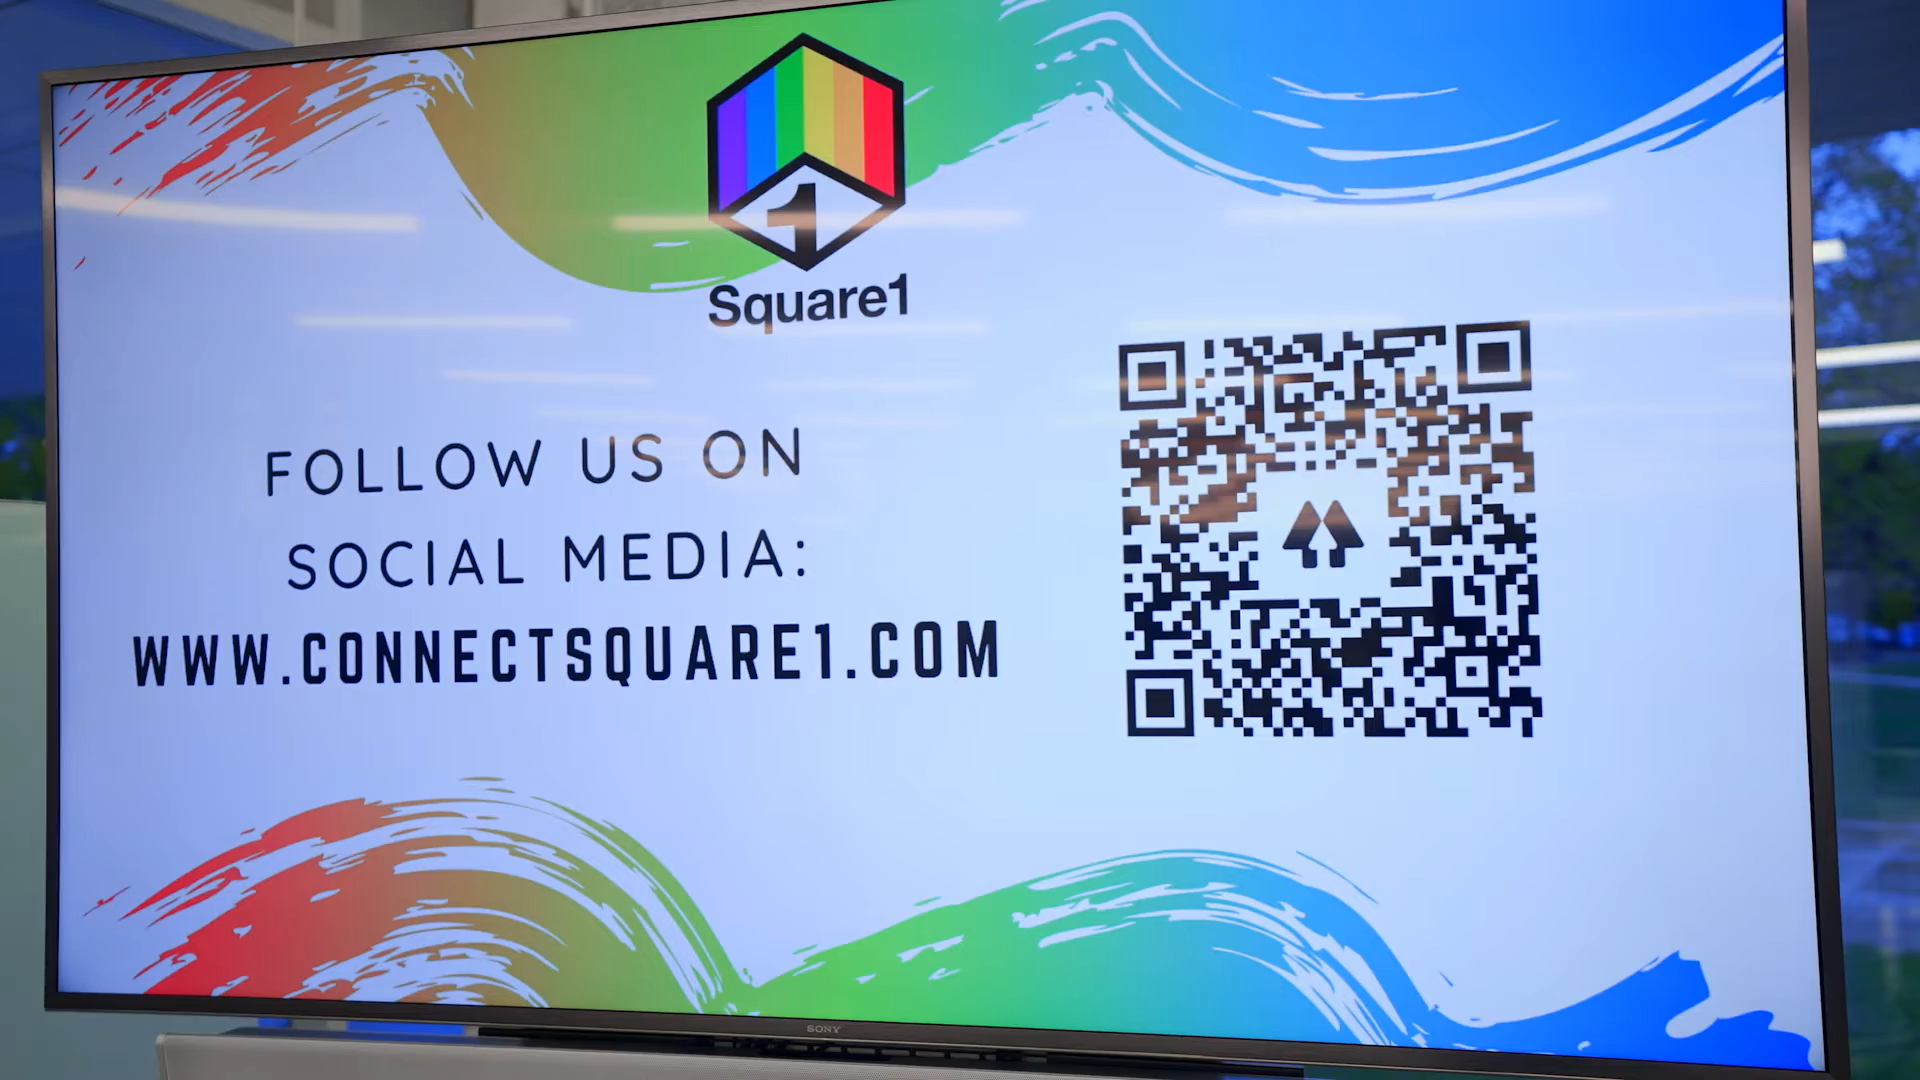 1
Square1
FOLLOW US ON
SOCIAL MEDIA:
WWW.CONNECTSQUARE1.COM
SONY